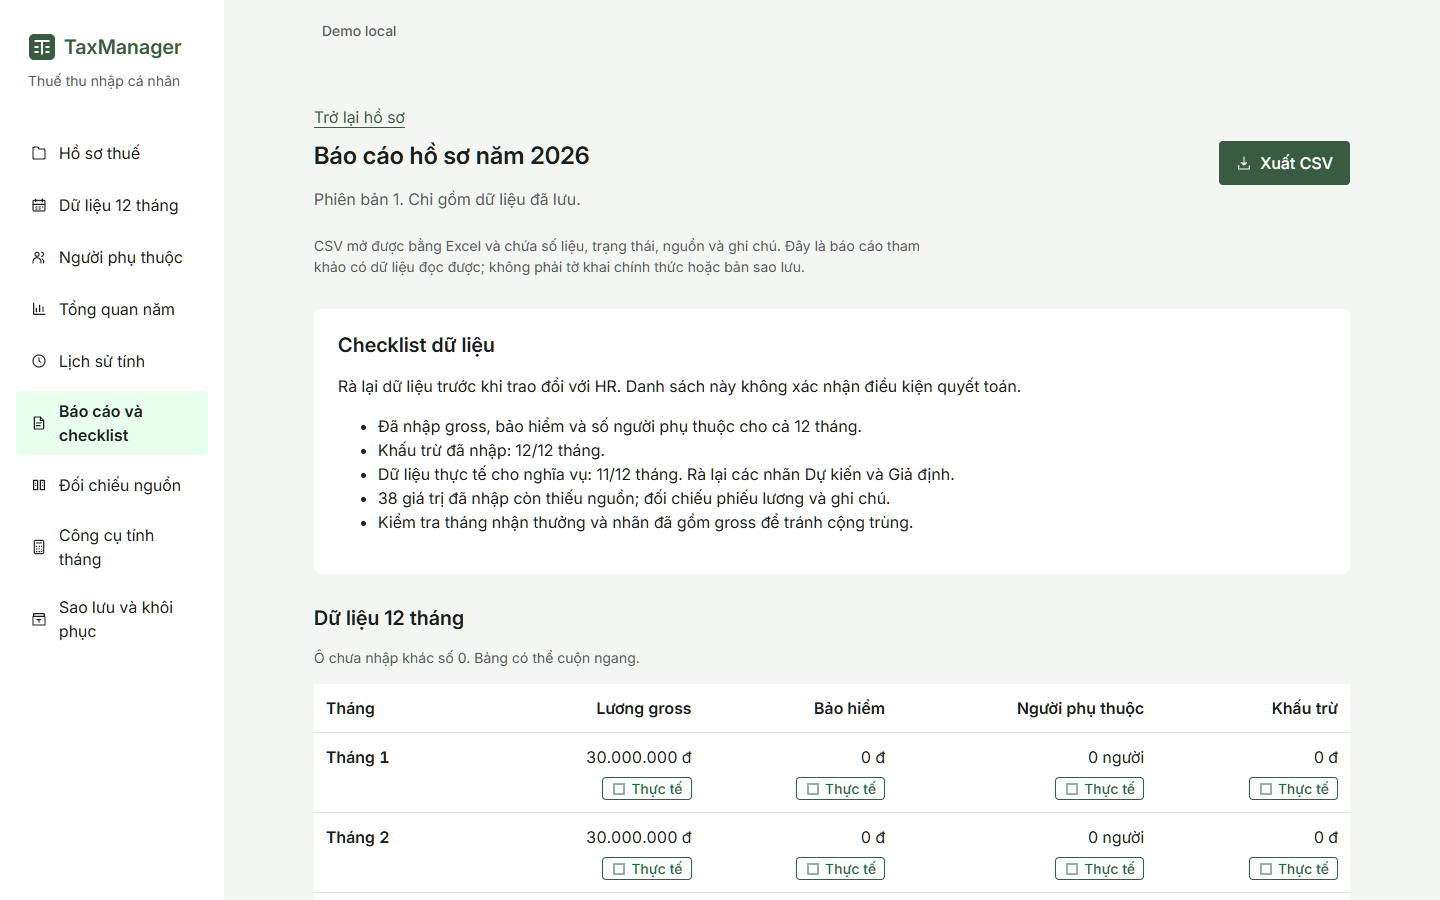 TaxManager
Thuế thu nhập cá nhân
Hồ sơ thuế
Dữ liệu 12 tháng
Người phụ thuộc
Tổng quan năm
Lịch sử tính
Báo cáo và
checklist
Đối chiếu nguồn
Công cụ tính
tháng
Sao lưu và khôi
phục
Demo local
Trở lại hồ sơ
Báo cáo hồ sơ năm 2026
Xuất CSV
Phiên bản 1. Chỉ gồm dữ liệu đã lưu.
CSV mở được bằng Excel và chứa số liệu, trạng thái, nguồn và ghi chú. Đây là báo cáo tham
khảo có dữ liệu đọc được; không phải tờ khai chính thức hoặc bản sao lưu.
Checklist dữ liệu
Rà lại dữ liệu trước khi trao đổi với HR. Danh sách này không xác nhận điều kiện quyết toán.
• Đã nhập gross, bảo hiểm và số người phụ thuộc cho cả 12 tháng.
• Khấu trừ đã nhập: 12/12 tháng.
• Dữ liệu thực tế cho nghĩa vụ: 11/12 tháng. Rà lại các nhãn Dự kiến và Giả định.
• 38 giá trị đã nhập còn thiếu nguồn; đối chiếu phiếu lương và ghi chú.
• Kiểm tra tháng nhận thưởng và nhãn đã gồm gross để tránh cộng trùng.
Dữ liệu 12 tháng
Ô chưa nhập khác số 0. Bảng có thể cuộn ngang.
Tháng Lương gross Bảo hiểm Người phụ thuộc Khấu trừ
Tháng 1 30.000.000 đ 0 đ 0 người 0 đ
Thực tế Thực tế Thực tế Thực tế
Tháng 2 30.000.000 đ 0 đ 0 người 0 đ
Thực tế Thực tế Thực tế Thực tế